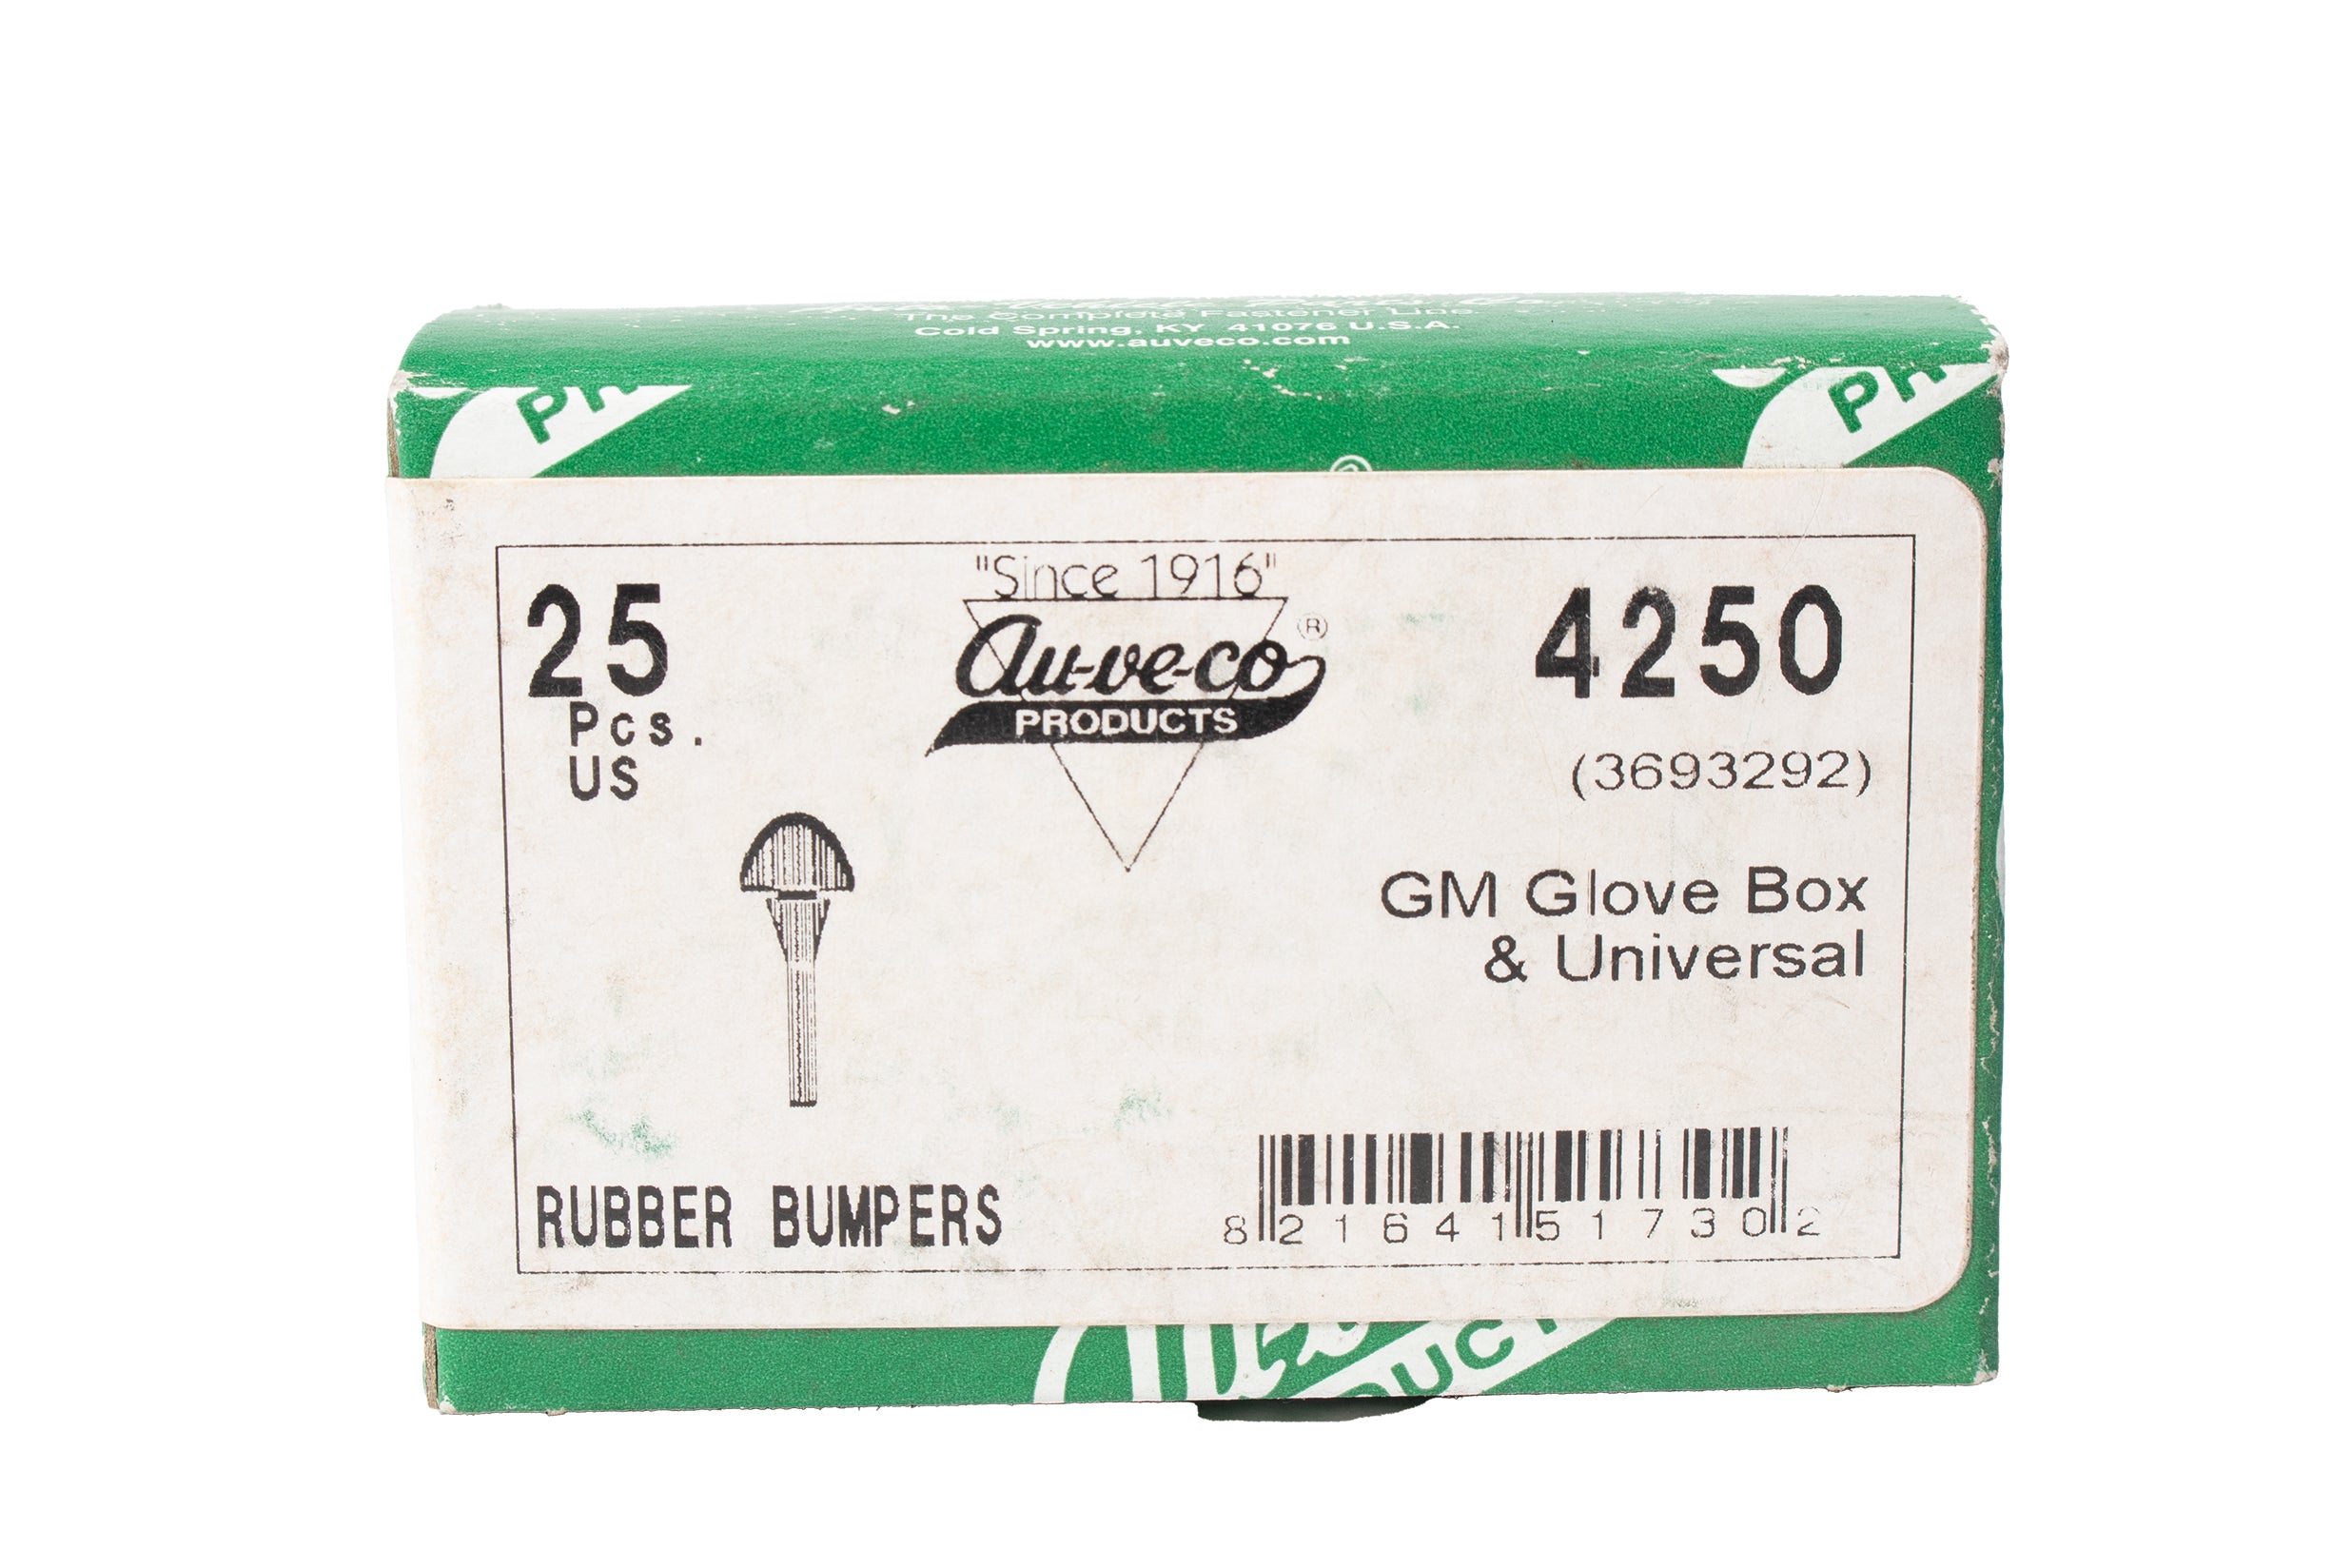 The Complete Fastener Line
Cold Spring, KY 41076 U.S.A.
www.auveco.com
"Since 1916"
Au-ve-co®
PRODUCTS
25
Pcs.
US
4250
(3693292)
GM Glove Box
& Universal
RUBBER BUMPERS
8 21641 51730 2